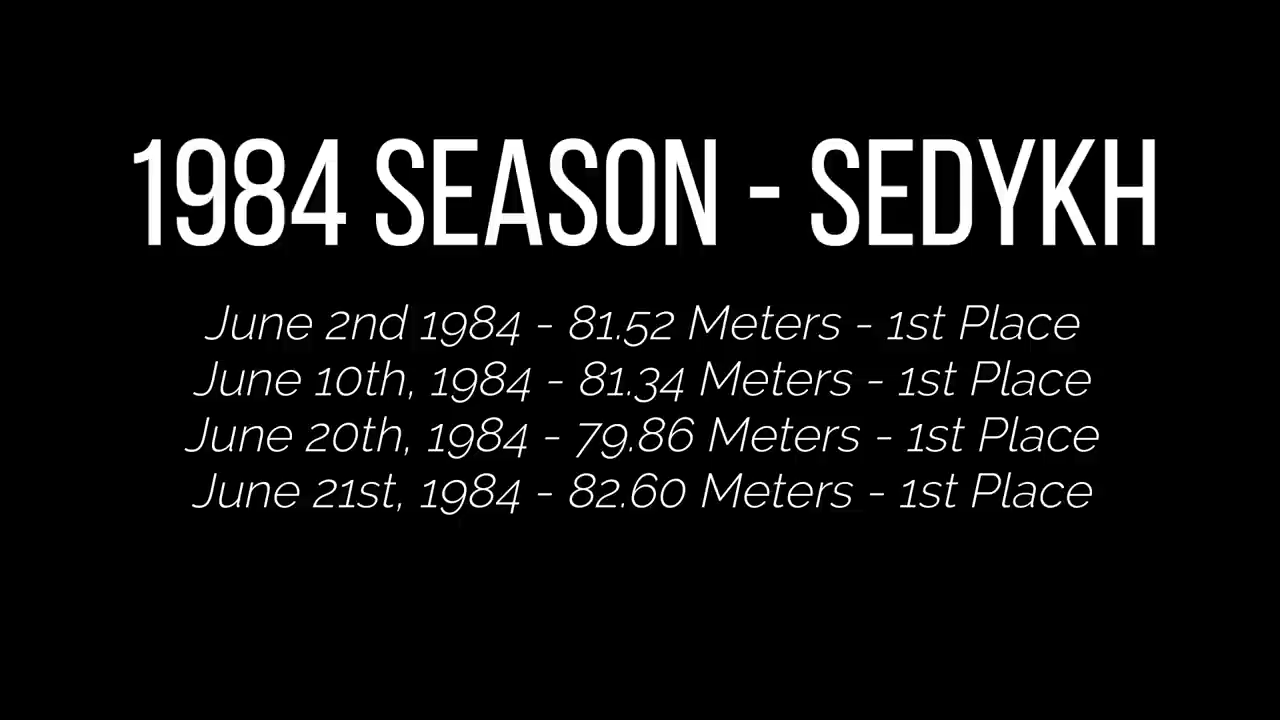 1984 SEASON - SEDYKH
June 2nd 1984 - 81.52 Meters - 1st Place
June 10th, 1984 - 81.34 Meters - 1st Place
June 20th, 1984 - 79.86 Meters - 1st Place
June 21st, 1984 - 82.60 Meters - 1st Place